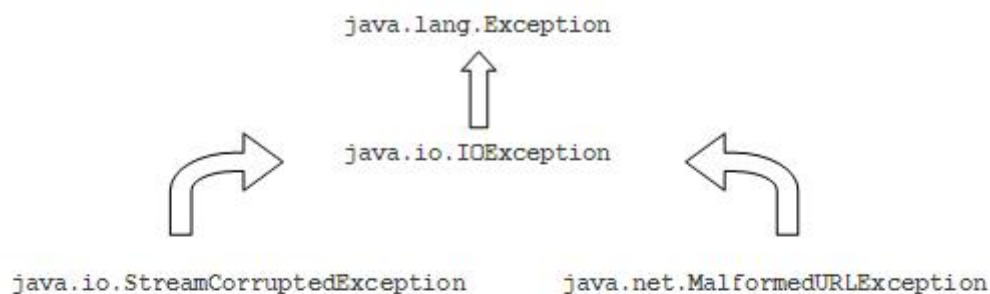 java.lang.Exception
java.io.IOException
java.io.StreamCorruptedException
java.net.MalformedURLException